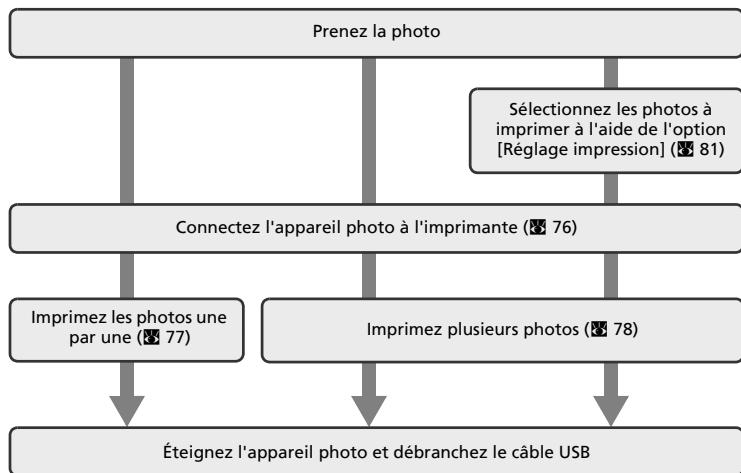 Prenez la photo
Sélectionnez les photos à
imprimer à l'aide de l'option
[Réglage impression] ( 81)
Connectez l'appareil photo à l'imprimante ( 76)
Imprimez les photos une
par une ( 77)
Imprimez plusieurs photos ( 78)
Éteignez l'appareil photo et débranchez le câble USB